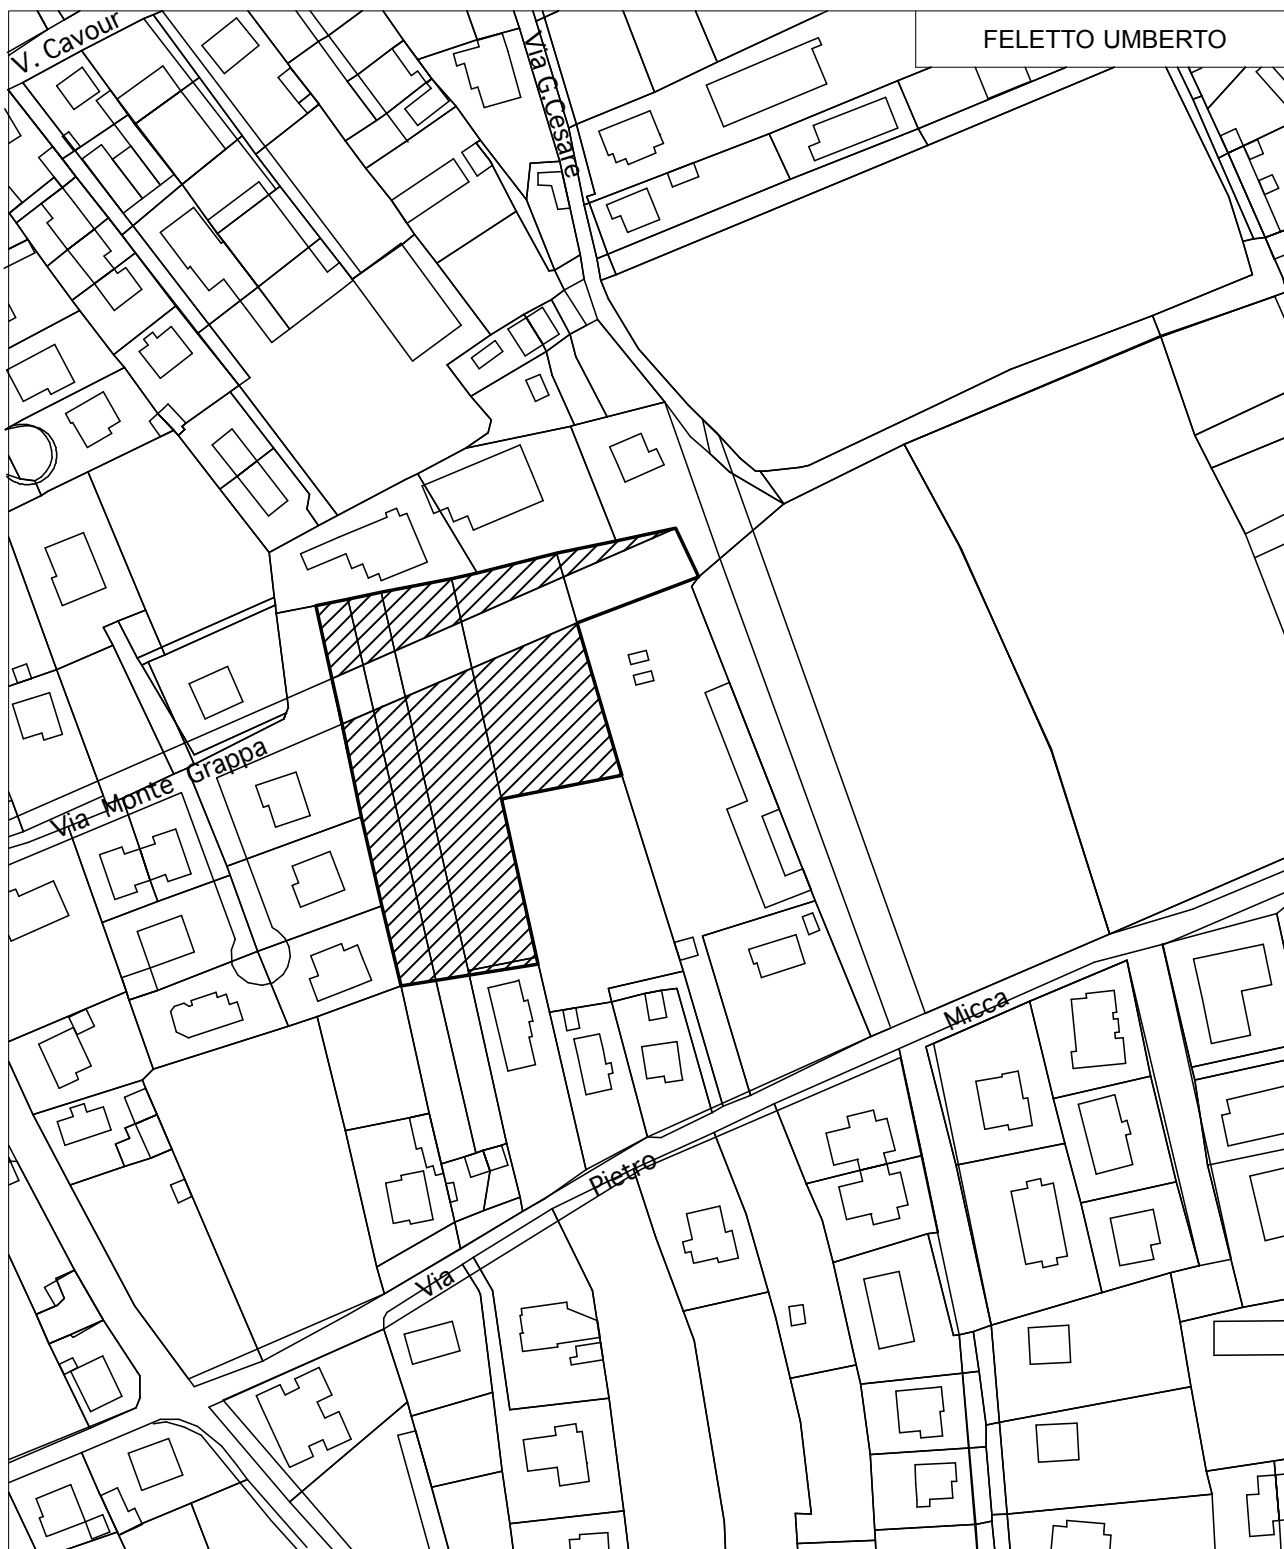 FELETTO UMBERTO
V. Cavour
Via G.Cesare
Via Monte Grappa
Via Pietro Micca